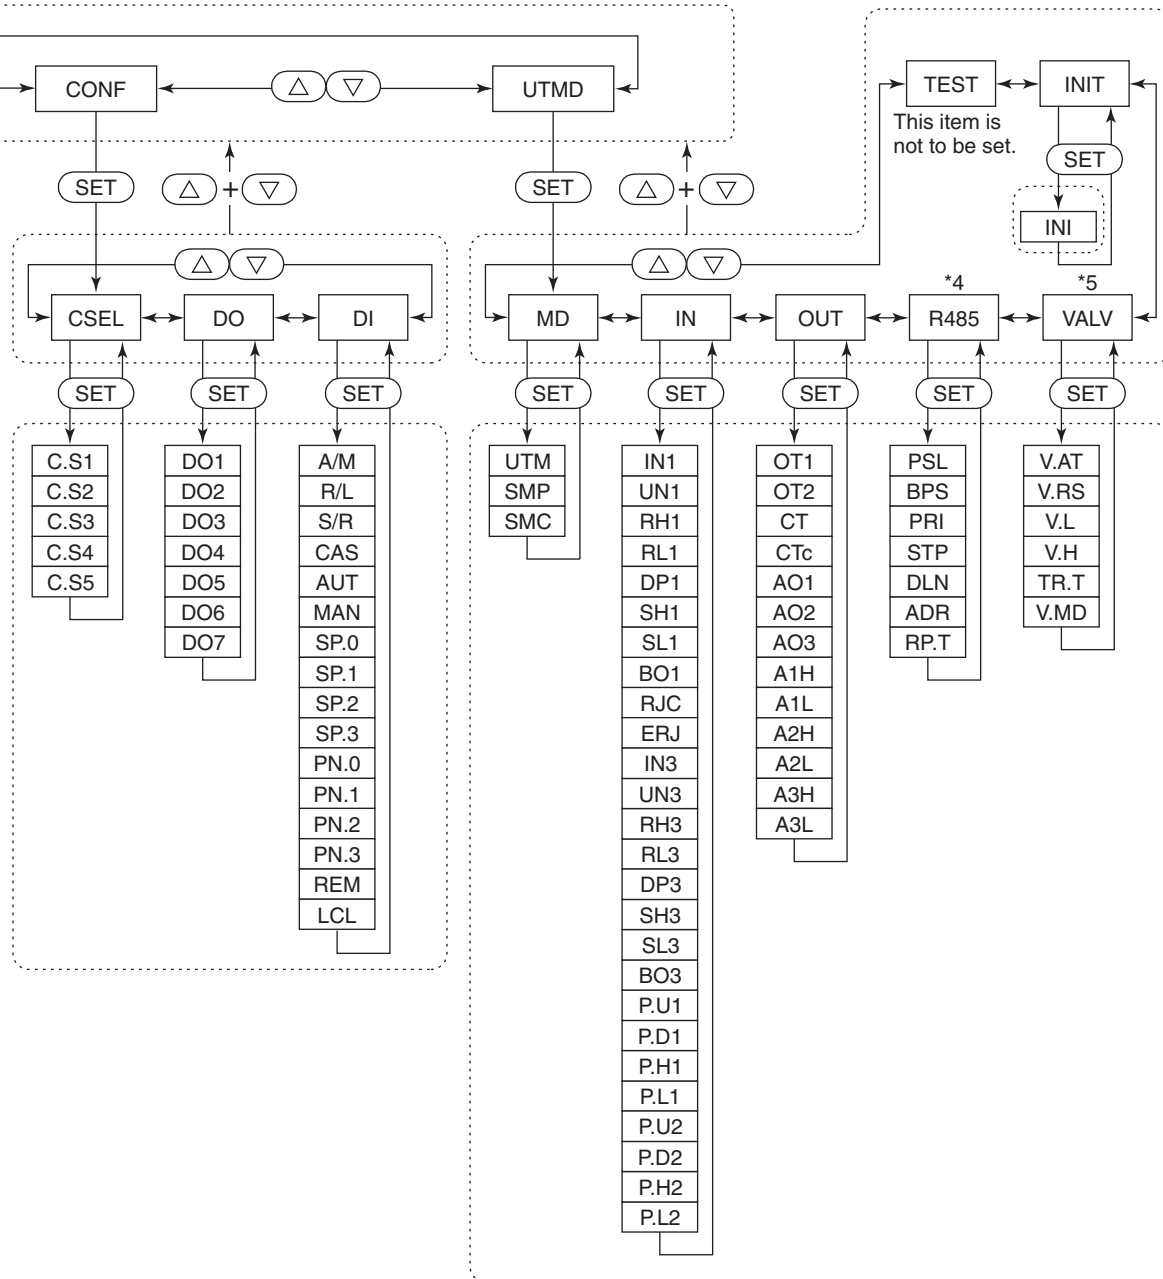 CONF
UTMD
TEST
INIT
This item is
not to be set.
SET
SET
SET
+
+
INI
*4
*5
CSEL
DO
DI
MD
IN
OUT
R485
VALV
SET
SET
SET
SET
SET
SET
SET
SET
C.S1
C.S2
C.S3
C.S4
C.S5
DO1
DO2
DO3
DO4
DO5
DO6
DO7
A/M
R/L
S/R
CAS
AUT
MAN
SP.0
SP.1
SP.2
SP.3
PN.0
PN.1
PN.2
PN.3
REM
LCL
UTM
SMP
SMC
IN1
UN1
RH1
RL1
DP1
SH1
SL1
BO1
RJC
ERJ
IN3
UN3
RH3
RL3
DP3
SH3
SL3
BO3
P.U1
P.D1
P.H1
P.L1
P.U2
P.D2
P.H2
P.L2
OT1
OT2
CT
CTc
AO1
AO2
AO3
A1H
A1L
A2H
A2L
A3H
A3L
PSL
BPS
PRI
STP
DLN
ADR
RP.T
V.AT
V.RS
V.L
V.H
TR.T
V.MD